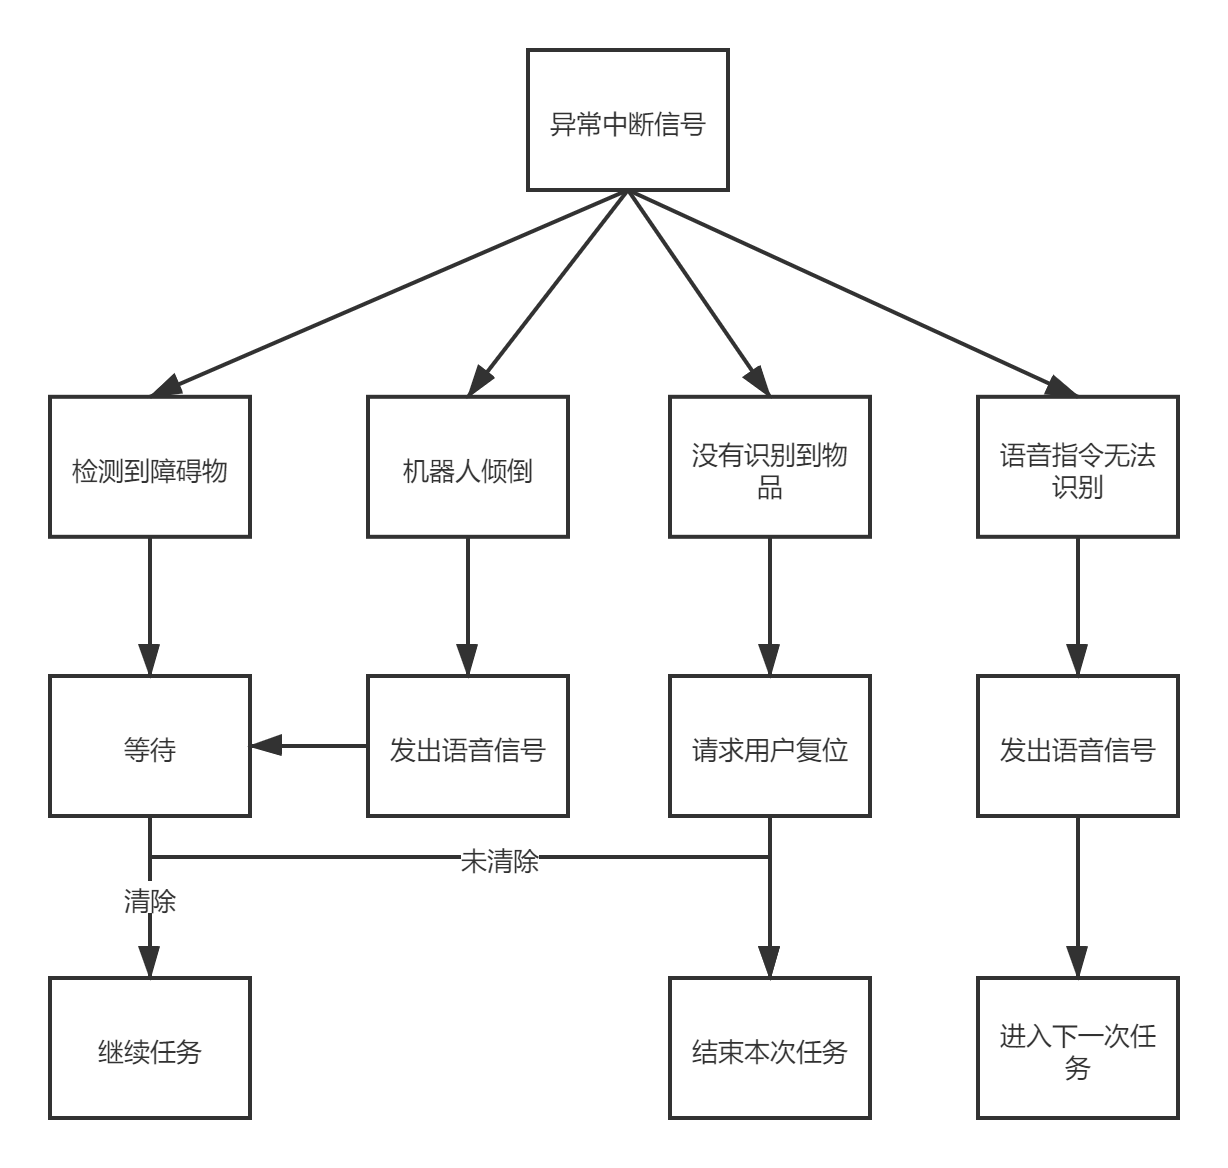 异常中断信号
检测到障碍物
机器人倾倒
没有识别到物
品
语音指令无法
识别
等待
发出语音信号
请求用户复位
发出语音信号
未清除
清除
继续任务
结束本次任务
进入下一次任
务